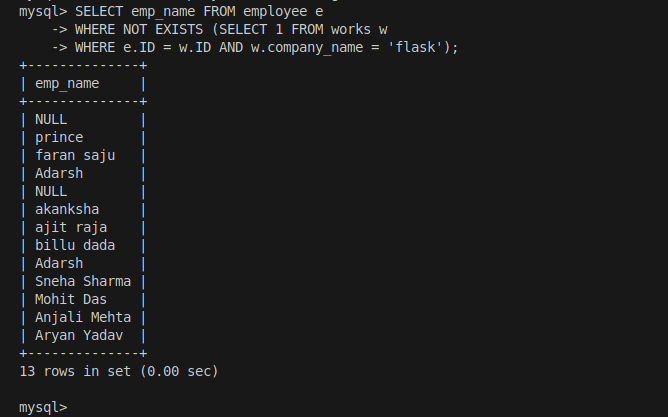 mysql> SELECT emp_name FROM employee e
    -> WHERE NOT EXISTS (SELECT 1 FROM works w
    -> WHERE e.ID = w.ID AND w.company_name = 'flask');
+--------------+
| emp_name     |
+--------------+
| NULL         |
| prince       |
| faran saju   |
| Adarsh       |
| NULL         |
| akanksha     |
| ajit raja    |
| billu dada   |
| Adarsh       |
| Sneha Sharma |
| Mohit Das    |
| Anjali Mehta |
| Aryan Yadav  |
+--------------+
13 rows in set (0.00 sec)

mysql>